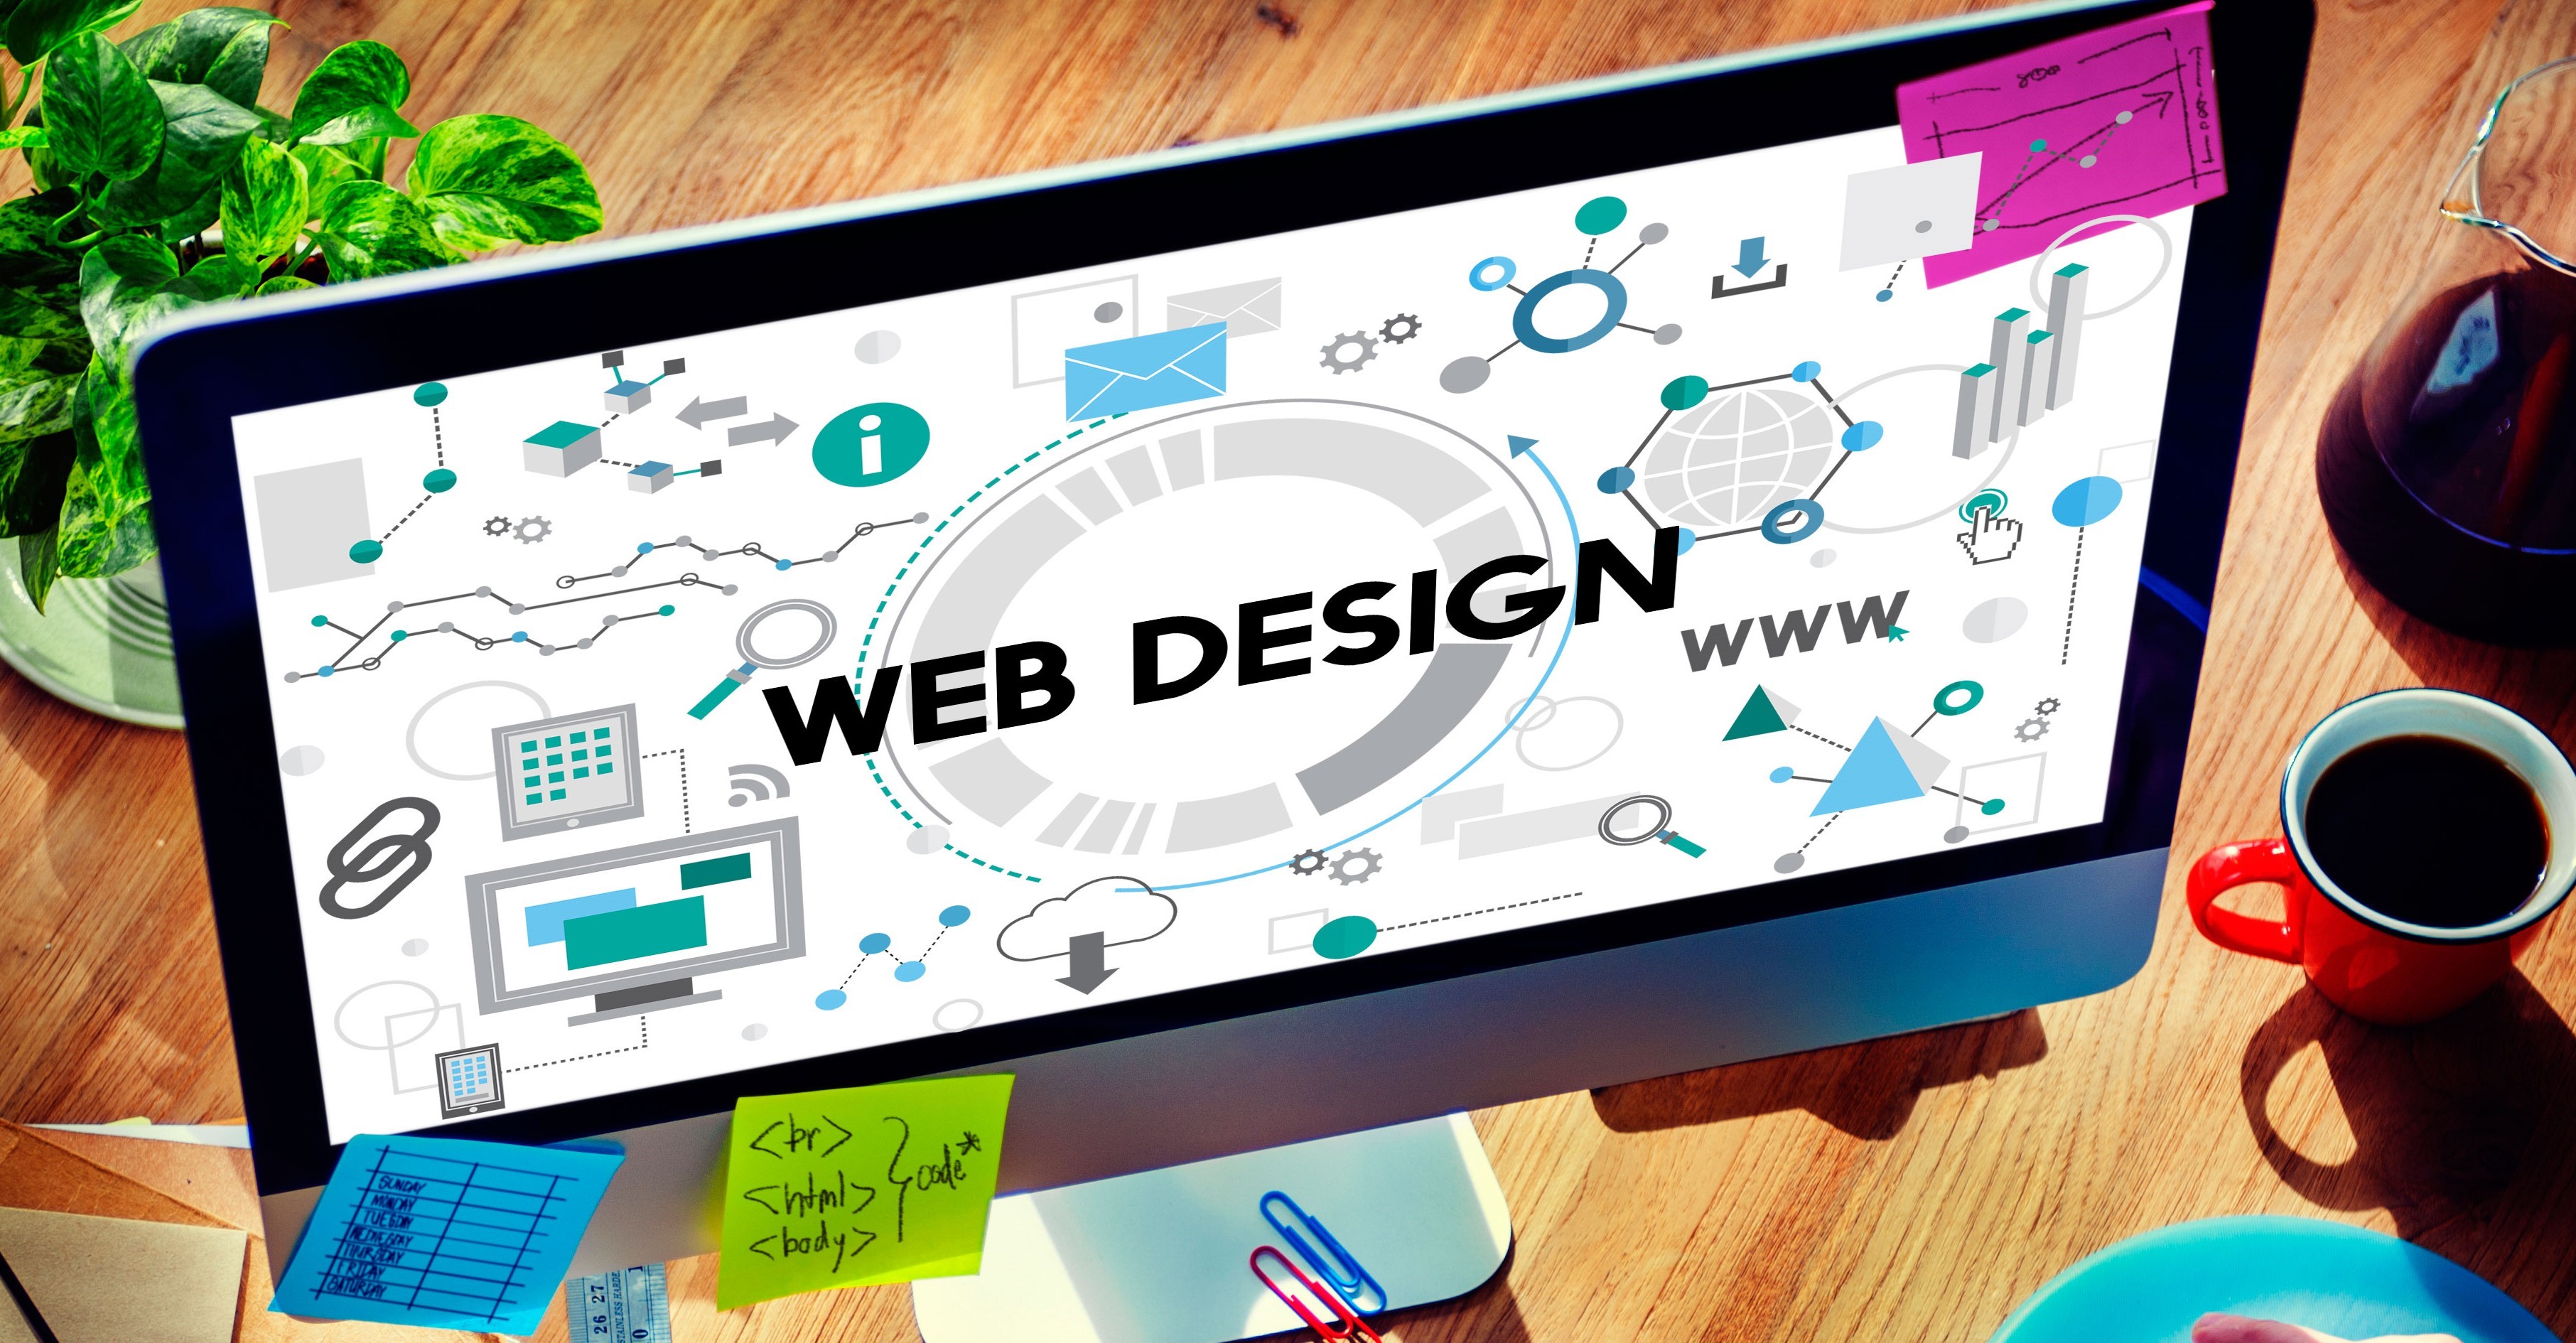 WEB DESIGN
i
WWW
SUNDAY
MONDAY
TUESDAY
WEDNESDAY
THURSDAY
FRIDAY
SATURDAY
<br>
<html>
<body>
code*
26 27
STAINLESS HARDE